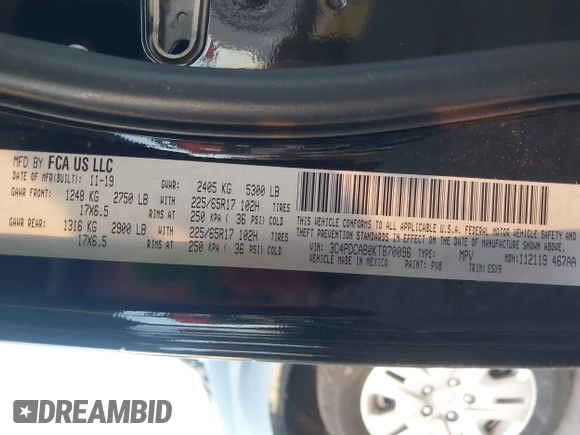 MFD BY FCA US LLC
DATE OF MFR(BUILT): 11-19 GVWR: 2405 KG 5300 LB
GAWR FRONT: 1248 KG 2750 LB WITH 225/65R17 102H TIRES
17X6.5 RIMS AT 250 KPA ( 36 PSI) COLD
GAWR REAR: 1316 KG 2900 LB WITH 225/65R17 102H TIRES
17X6.5 RIMS AT 250 KPA ( 36 PSI) COLD
THIS VEHICLE CONFORMS TO ALL APPLICABLE U.S.A. FEDERAL MOTOR VEHICLE SAFETY, BUMPER AND
THEFT PREVENTION STANDARDS IN EFFECT ON THE DATE OF MANUFACTURE SHOWN ABOVE.
VIN: 3C4PDCAB0KT870096 MPV MDH: 112119 467AA
VEHICLE MADE IN MEXICO PAINT: PX8 TRIM: E5X9
DREAMBID